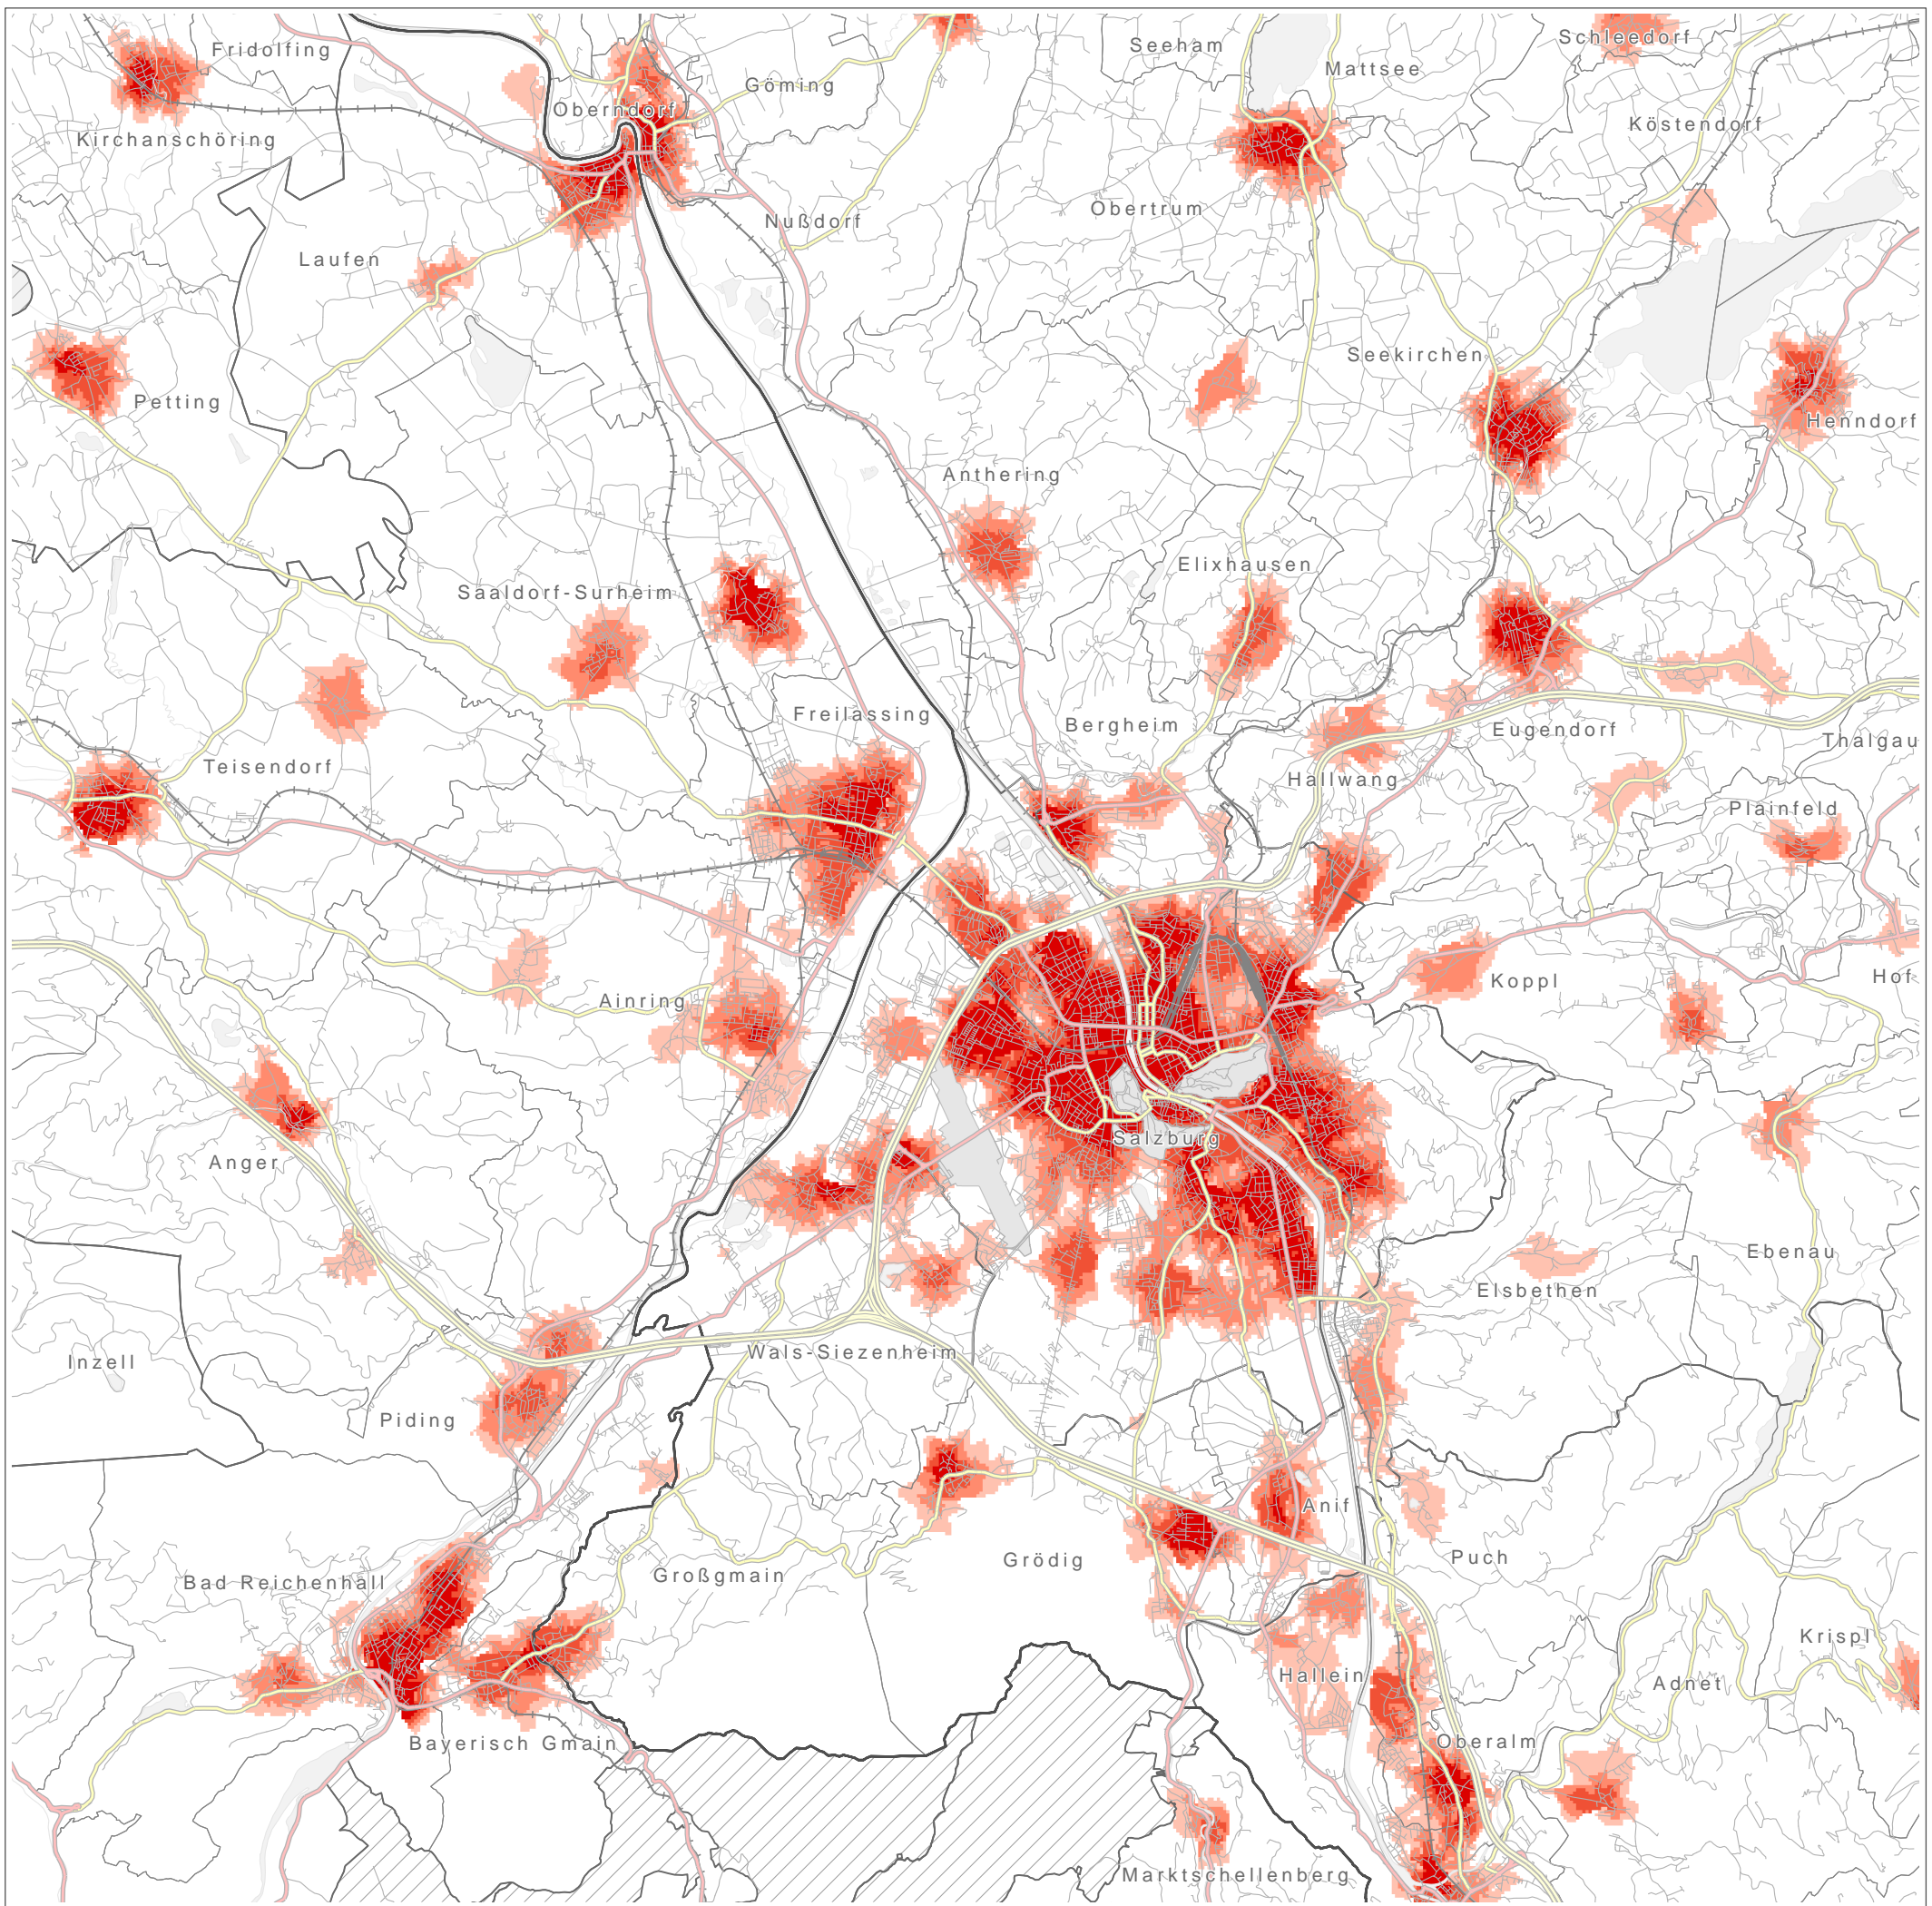 Schleedorf
Seeham
Fridolfing
Mattsee
Göming
Oberndorf
Köstendorf
Kirchanschöring
Obertrum
Nußdorf
Laufen
Seekirchen
Petting
Henndorf
Anthering
Elixhausen
Saaldorf-Surheim
Freilassing
Bergheim
Eugendorf
Thalgau
Teisendorf
Hallwang
Plainfeld
Hof
Koppl
Ainring
Salzburg
Anger
Ebenau
Elsbethen
Wals-Siezenheim
Inzell
Piding
Anif
Puch
Grödig
Großgmain
Bad Reichenhall
Krispl
Hallein
Adnet
Oberalm
Bayerisch Gmain
Marktschellenberg